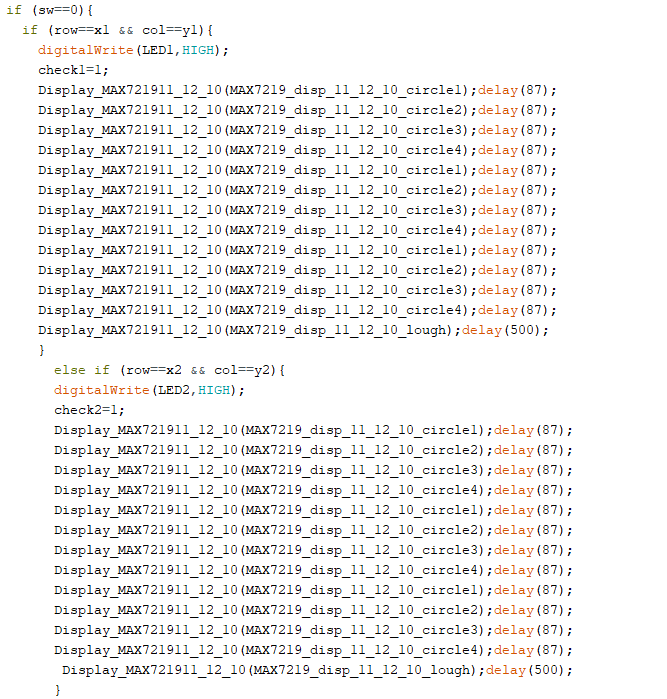 if (sw==0){
if (row==x1 && col==y1){
digitalWrite(LED1,HIGH);
check1=1;
Display_MAX721911_12_10(MAX7219_disp_11_12_10_circle1);delay(87);
Display_MAX721911_12_10(MAX7219_disp_11_12_10_circle2);delay(87);
Display_MAX721911_12_10(MAX7219_disp_11_12_10_circle3);delay(87);
Display_MAX721911_12_10(MAX7219_disp_11_12_10_circle4);delay(87);
Display_MAX721911_12_10(MAX7219_disp_11_12_10_circle1);delay(87);
Display_MAX721911_12_10(MAX7219_disp_11_12_10_circle2);delay(87);
Display_MAX721911_12_10(MAX7219_disp_11_12_10_circle3);delay(87);
Display_MAX721911_12_10(MAX7219_disp_11_12_10_circle4);delay(87);
Display_MAX721911_12_10(MAX7219_disp_11_12_10_circle1);delay(87);
Display_MAX721911_12_10(MAX7219_disp_11_12_10_circle2);delay(87);
Display_MAX721911_12_10(MAX7219_disp_11_12_10_circle3);delay(87);
Display_MAX721911_12_10(MAX7219_disp_11_12_10_circle4);delay(87);
Display_MAX721911_12_10(MAX7219_disp_11_12_10_lough);delay(500);
}
else if (row==x2 && col==y2){
digitalWrite(LED2,HIGH);
check2=1;
Display_MAX721911_12_10(MAX7219_disp_11_12_10_circle1);delay(87);
Display_MAX721911_12_10(MAX7219_disp_11_12_10_circle2);delay(87);
Display_MAX721911_12_10(MAX7219_disp_11_12_10_circle3);delay(87);
Display_MAX721911_12_10(MAX7219_disp_11_12_10_circle4);delay(87);
Display_MAX721911_12_10(MAX7219_disp_11_12_10_circle1);delay(87);
Display_MAX721911_12_10(MAX7219_disp_11_12_10_circle2);delay(87);
Display_MAX721911_12_10(MAX7219_disp_11_12_10_circle3);delay(87);
Display_MAX721911_12_10(MAX7219_disp_11_12_10_circle4);delay(87);
Display_MAX721911_12_10(MAX7219_disp_11_12_10_circle1);delay(87);
Display_MAX721911_12_10(MAX7219_disp_11_12_10_circle2);delay(87);
Display_MAX721911_12_10(MAX7219_disp_11_12_10_circle3);delay(87);
Display_MAX721911_12_10(MAX7219_disp_11_12_10_circle4);delay(87);
Display_MAX721911_12_10(MAX7219_disp_11_12_10_lough);delay(500);
}